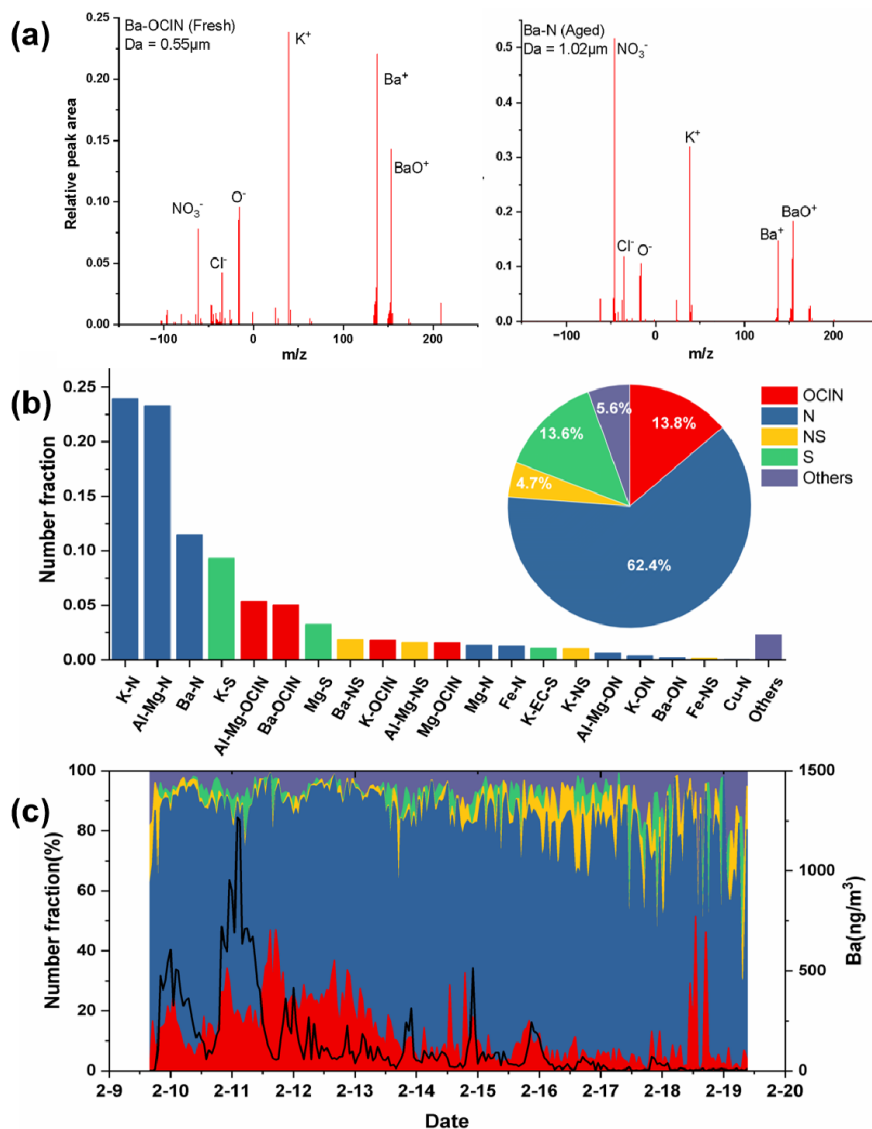 (a)
Ba-OCIN (Fresh)
Da = 0.55μm
K⁺
Ba⁺
BaO⁺
NO₃⁻
Cl⁻
O⁻
0.25
0.20
0.15
0.10
0.05
0.00
Relative peak area
−100
0
100
200
m/z
Ba-N (Aged)
Da = 1.02μm
NO₃⁻
K⁺
BaO⁺
Ba⁺
Cl⁻
O⁻
0.5
0.4
0.3
0.2
0.1
0.0
−100
0
100
200
m/z
(b)
0.25
0.20
0.15
0.10
0.05
0.00
Number fraction
5.6%
13.8%
13.6%
4.7%
62.4%
OCIN
N
NS
S
Others
K-N
Al-Mg-N
Ba-N
K-S
Al-Mg-OCIN
Ba-OCIN
Mg-S
Ba-NS
K-OCIN
Al-Mg-NS
Mg-OCIN
Mg-N
Fe-N
K-EC-S
K-NS
Al-Mg-ON
K-ON
Ba-ON
Fe-NS
Cu-N
Others
(c)
100
80
60
40
20
0
Number fraction(%)
1500
1000
500
0
Ba(ng/m³)
2-9
2-10
2-11
2-12
2-13
2-14
2-15
2-16
2-17
2-18
2-19
2-20
Date